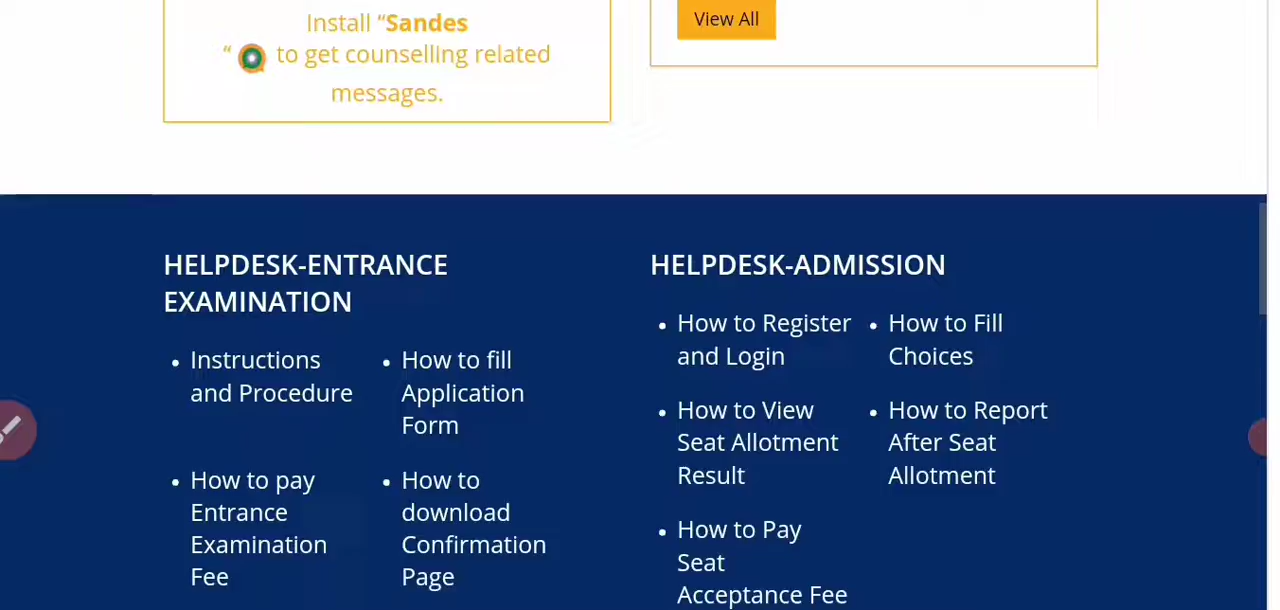 Install “Sandes
“ to get counselling related
messages.
View All
HELPDESK-ENTRANCE
EXAMINATION
• Instructions
and Procedure
• How to fill
Application
Form
• How to pay
Entrance
Examination
Fee
• How to
download
Confirmation
Page
HELPDESK-ADMISSION
• How to Register
and Login
• How to Fill
Choices
• How to View
Seat Allotment
Result
• How to Report
After Seat
Allotment
• How to Pay
Seat
Acceptance Fee